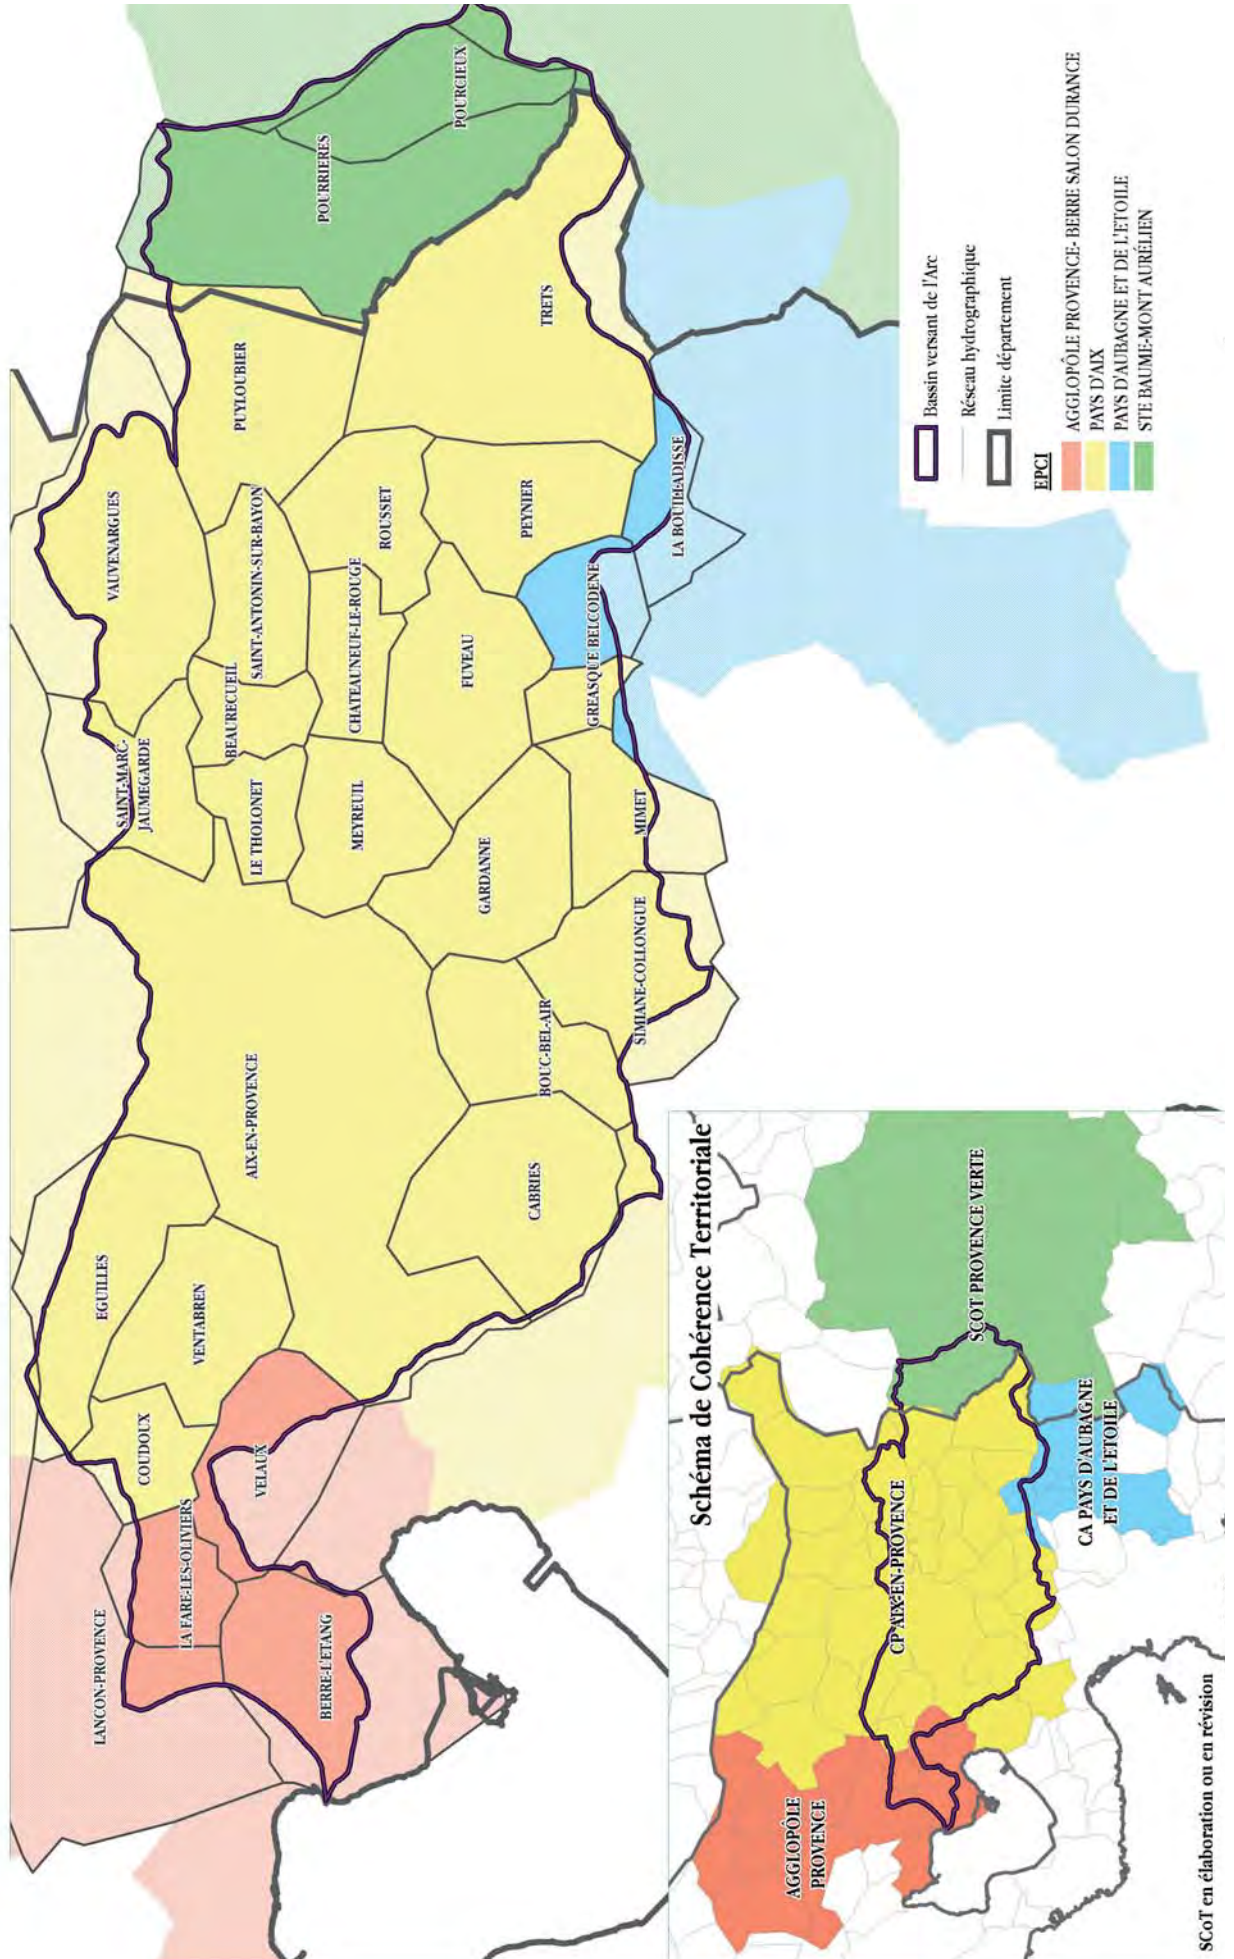 LANCON-PROVENCE
LA FARE-LES-OLIVIERS
BERRE-L'ETANG
VELAUX
COUDOUX
EGUILLES
VENTABREN
AIX-EN-PROVENCE
CABRIES
BOUC-BEL-AIR
SIMIANE-COLLONGUE
SAINT-MARC-
JAUMEGARDE
LE THOLONET
MEYREUIL
GARDANNE
MIMET
VAUVENARGUES
BEAURECUEIL
SAINT-ANTONIN-SUR-BAYON
CHATEAUNEUF-LE-ROUGE
ROUSSET
FUVEAU
GREASQUE
BELCODENE
PEYNIER
LA BOUILLADISSE
PUYLOUBIER
TRETS
POURRIERES
POURCIEUX
Bassin versant de l'Arc
Réseau hydrographique
Limite département
EPCI
AGGLOPÔLE PROVENCE- BERRE SALON DURANCE
PAYS D'AIX
PAYS D'AUBAGNE ET DE L'ETOILE
STE BAUME-MONT AURÉLIEN
Schéma de Cohérence Territoriale
AGGLOPÔLE
PROVENCE
CP AIX-EN-PROVENCE
SCOT PROVENCE VERTE
CA PAYS D'AUBAGNE
ET DE L'ETOILE
SCoT en élaboration ou en révision